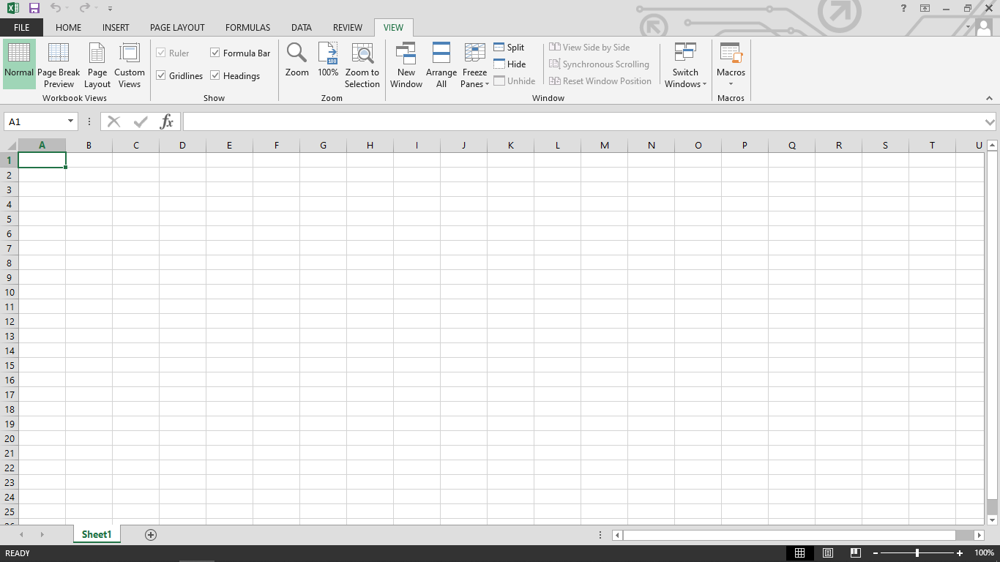 ?
FILE HOME INSERT PAGE LAYOUT FORMULAS DATA REVIEW VIEW
Normal Page Break Preview Page Layout Custom Views
Workbook Views
Ruler Formula Bar
Gridlines Headings
Show
Zoom 100% Zoom to Selection
100
Zoom
New Window Arrange All Freeze Panes
Split
Hide
Unhide
View Side by Side
Synchronous Scrolling
Reset Window Position
Switch Windows
Window
Macros
Macros
A1 fx
A B C D E F G H I J K L M N O P Q R S T U
1
2
3
4
5
6
7
8
9
10
11
12
13
14
15
16
17
18
19
20
21
22
23
24
25
26
Sheet1
READY 100%